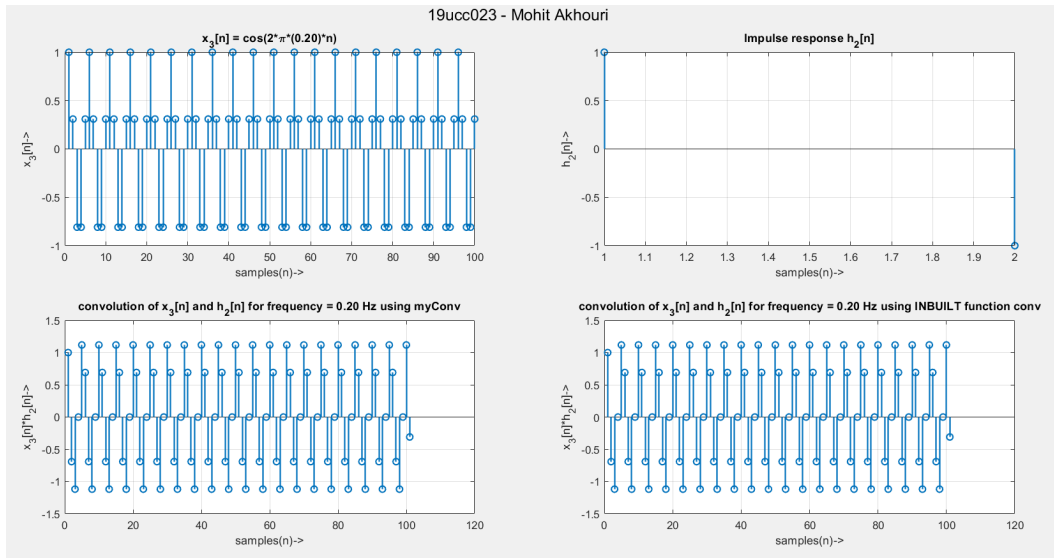 19ucc023 - Mohit Akhouri
x3[n] = cos(2*π*(0.20)*n)
1
0.5
0
-0.5
-1
x3[n]->
0 10 20 30 40 50 60 70 80 90 100
samples(n)->
Impulse response h2[n]
1
0.5
0
-0.5
-1
h2[n]->
1 1.1 1.2 1.3 1.4 1.5 1.6 1.7 1.8 1.9 2
samples(n)->
convolution of x3[n] and h2[n] for frequency = 0.20 Hz using myConv
1.5
1
0.5
0
-0.5
-1
-1.5
x3[n]*h2[n]->
0 20 40 60 80 100 120
samples(n)->
convolution of x3[n] and h2[n] for frequency = 0.20 Hz using INBUILT function conv
1.5
1
0.5
0
-0.5
-1
-1.5
x3[n]*h2[n]->
0 20 40 60 80 100 120
samples(n)->